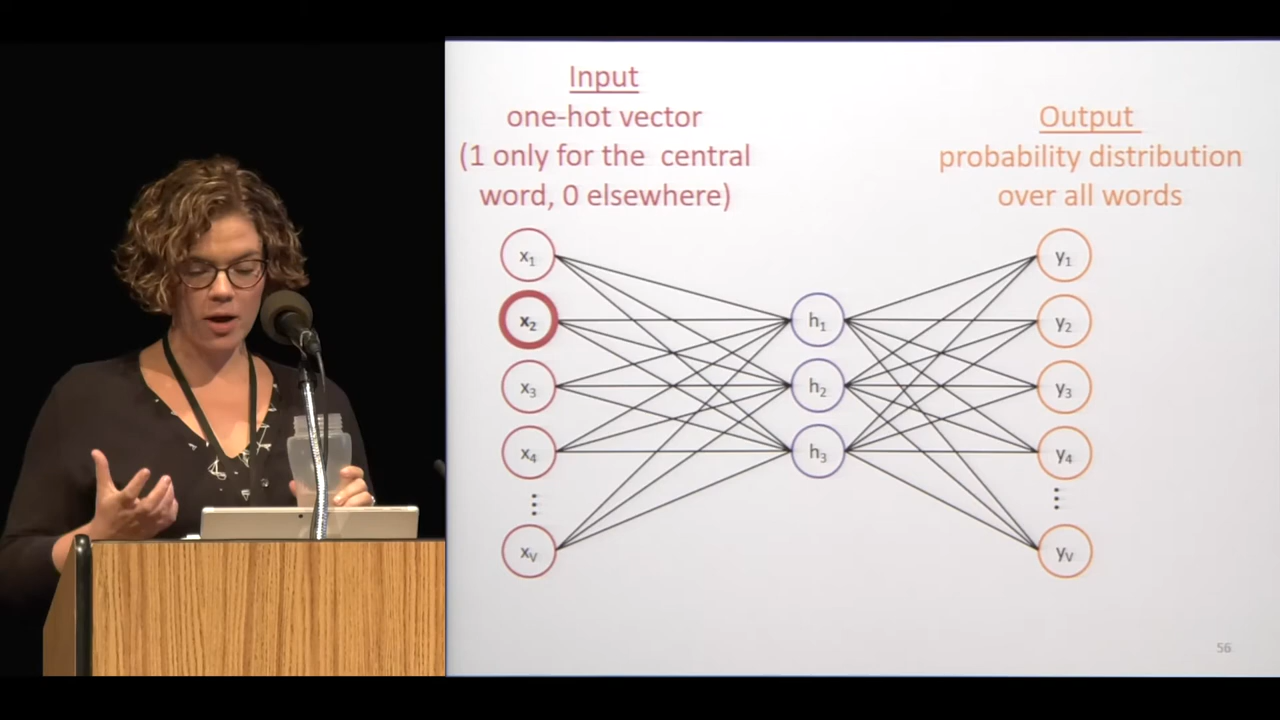 Input
one-hot vector
(1 only for the central
word, 0 elsewhere)
Output
probability distribution
over all words
x₁
x₂
x₃
x₄
⋮
xᵥ
h₁
h₂
h₃
y₁
y₂
y₃
y₄
⋮
yᵥ
56